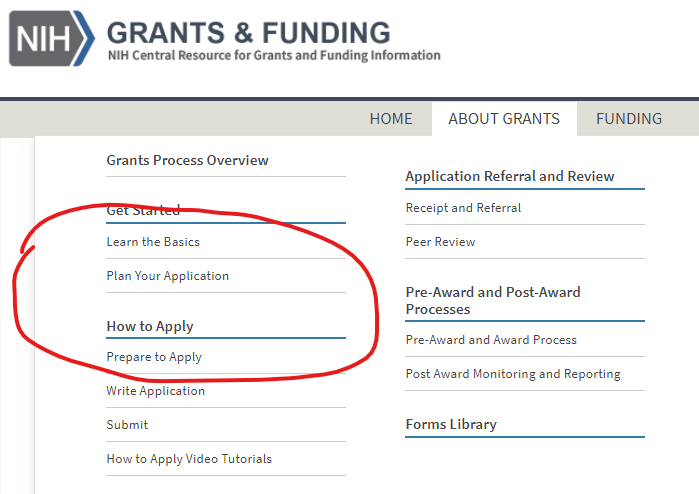 NIH
GRANTS & FUNDING
NIH Central Resource for Grants and Funding Information
HOME
ABOUT GRANTS
FUNDING
Grants Process Overview
Get Started
Learn the Basics
Plan Your Application
How to Apply
Prepare to Apply
Write Application
Submit
How to Apply Video Tutorials
Application Referral and Review
Receipt and Referral
Peer Review
Pre-Award and Post-Award
Processes
Pre-Award and Award Process
Post Award Monitoring and Reporting
Forms Library